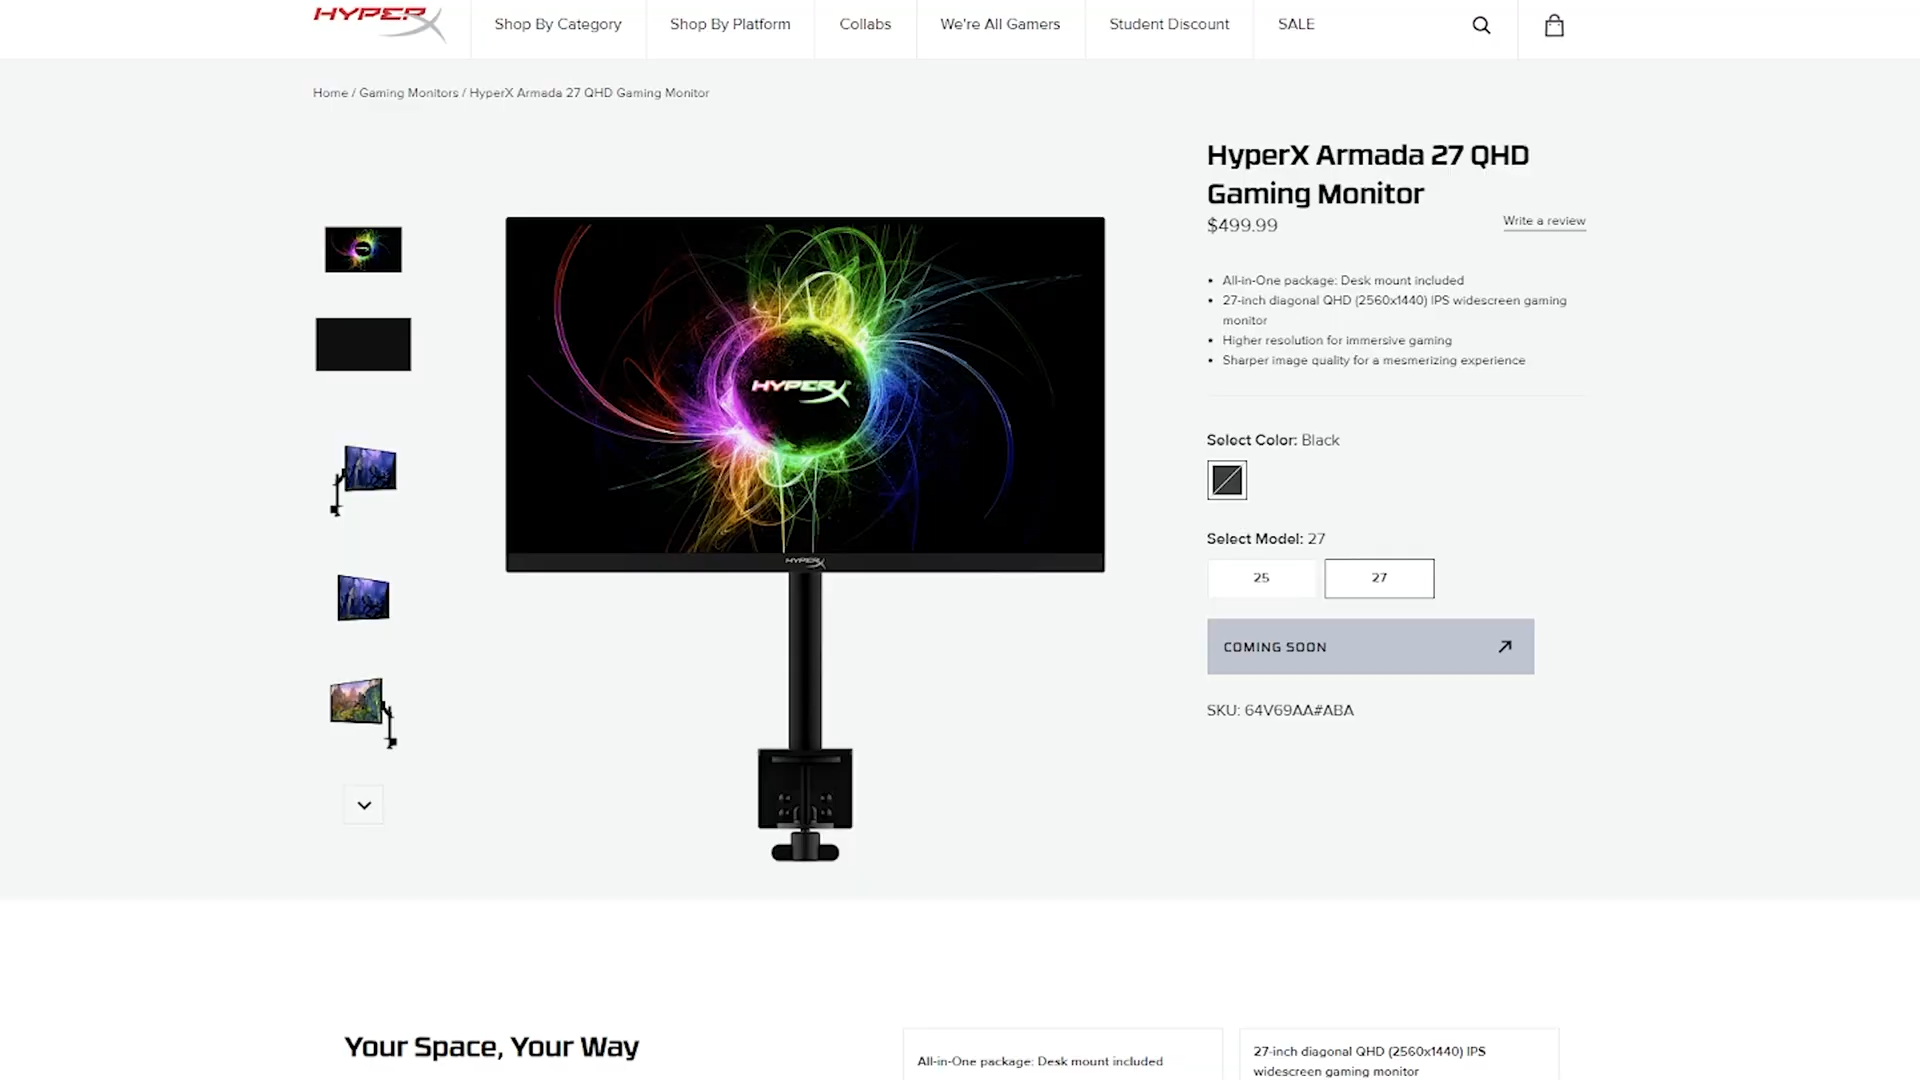 HYPERX
Shop By Category
Shop By Platform
Collabs
We're All Gamers
Student Discount
SALE
Home / Gaming Monitors / HyperX Armada 27 QHD Gaming Monitor
HYPERX
HYPERX
HyperX Armada 27 QHD
Gaming Monitor
$499.99
Write a review
• All-in-One package: Desk mount included
• 27-inch diagonal QHD (2560x1440) IPS widescreen gaming
monitor
• Higher resolution for immersive gaming
• Sharper image quality for a mesmerizing experience
Select Color: Black
Select Model: 27
25
27
COMING SOON
SKU: 64V69AA#ABA
Your Space, Your Way
All-in-One package: Desk mount included
27-inch diagonal QHD (2560x1440) IPS
widescreen gaming monitor